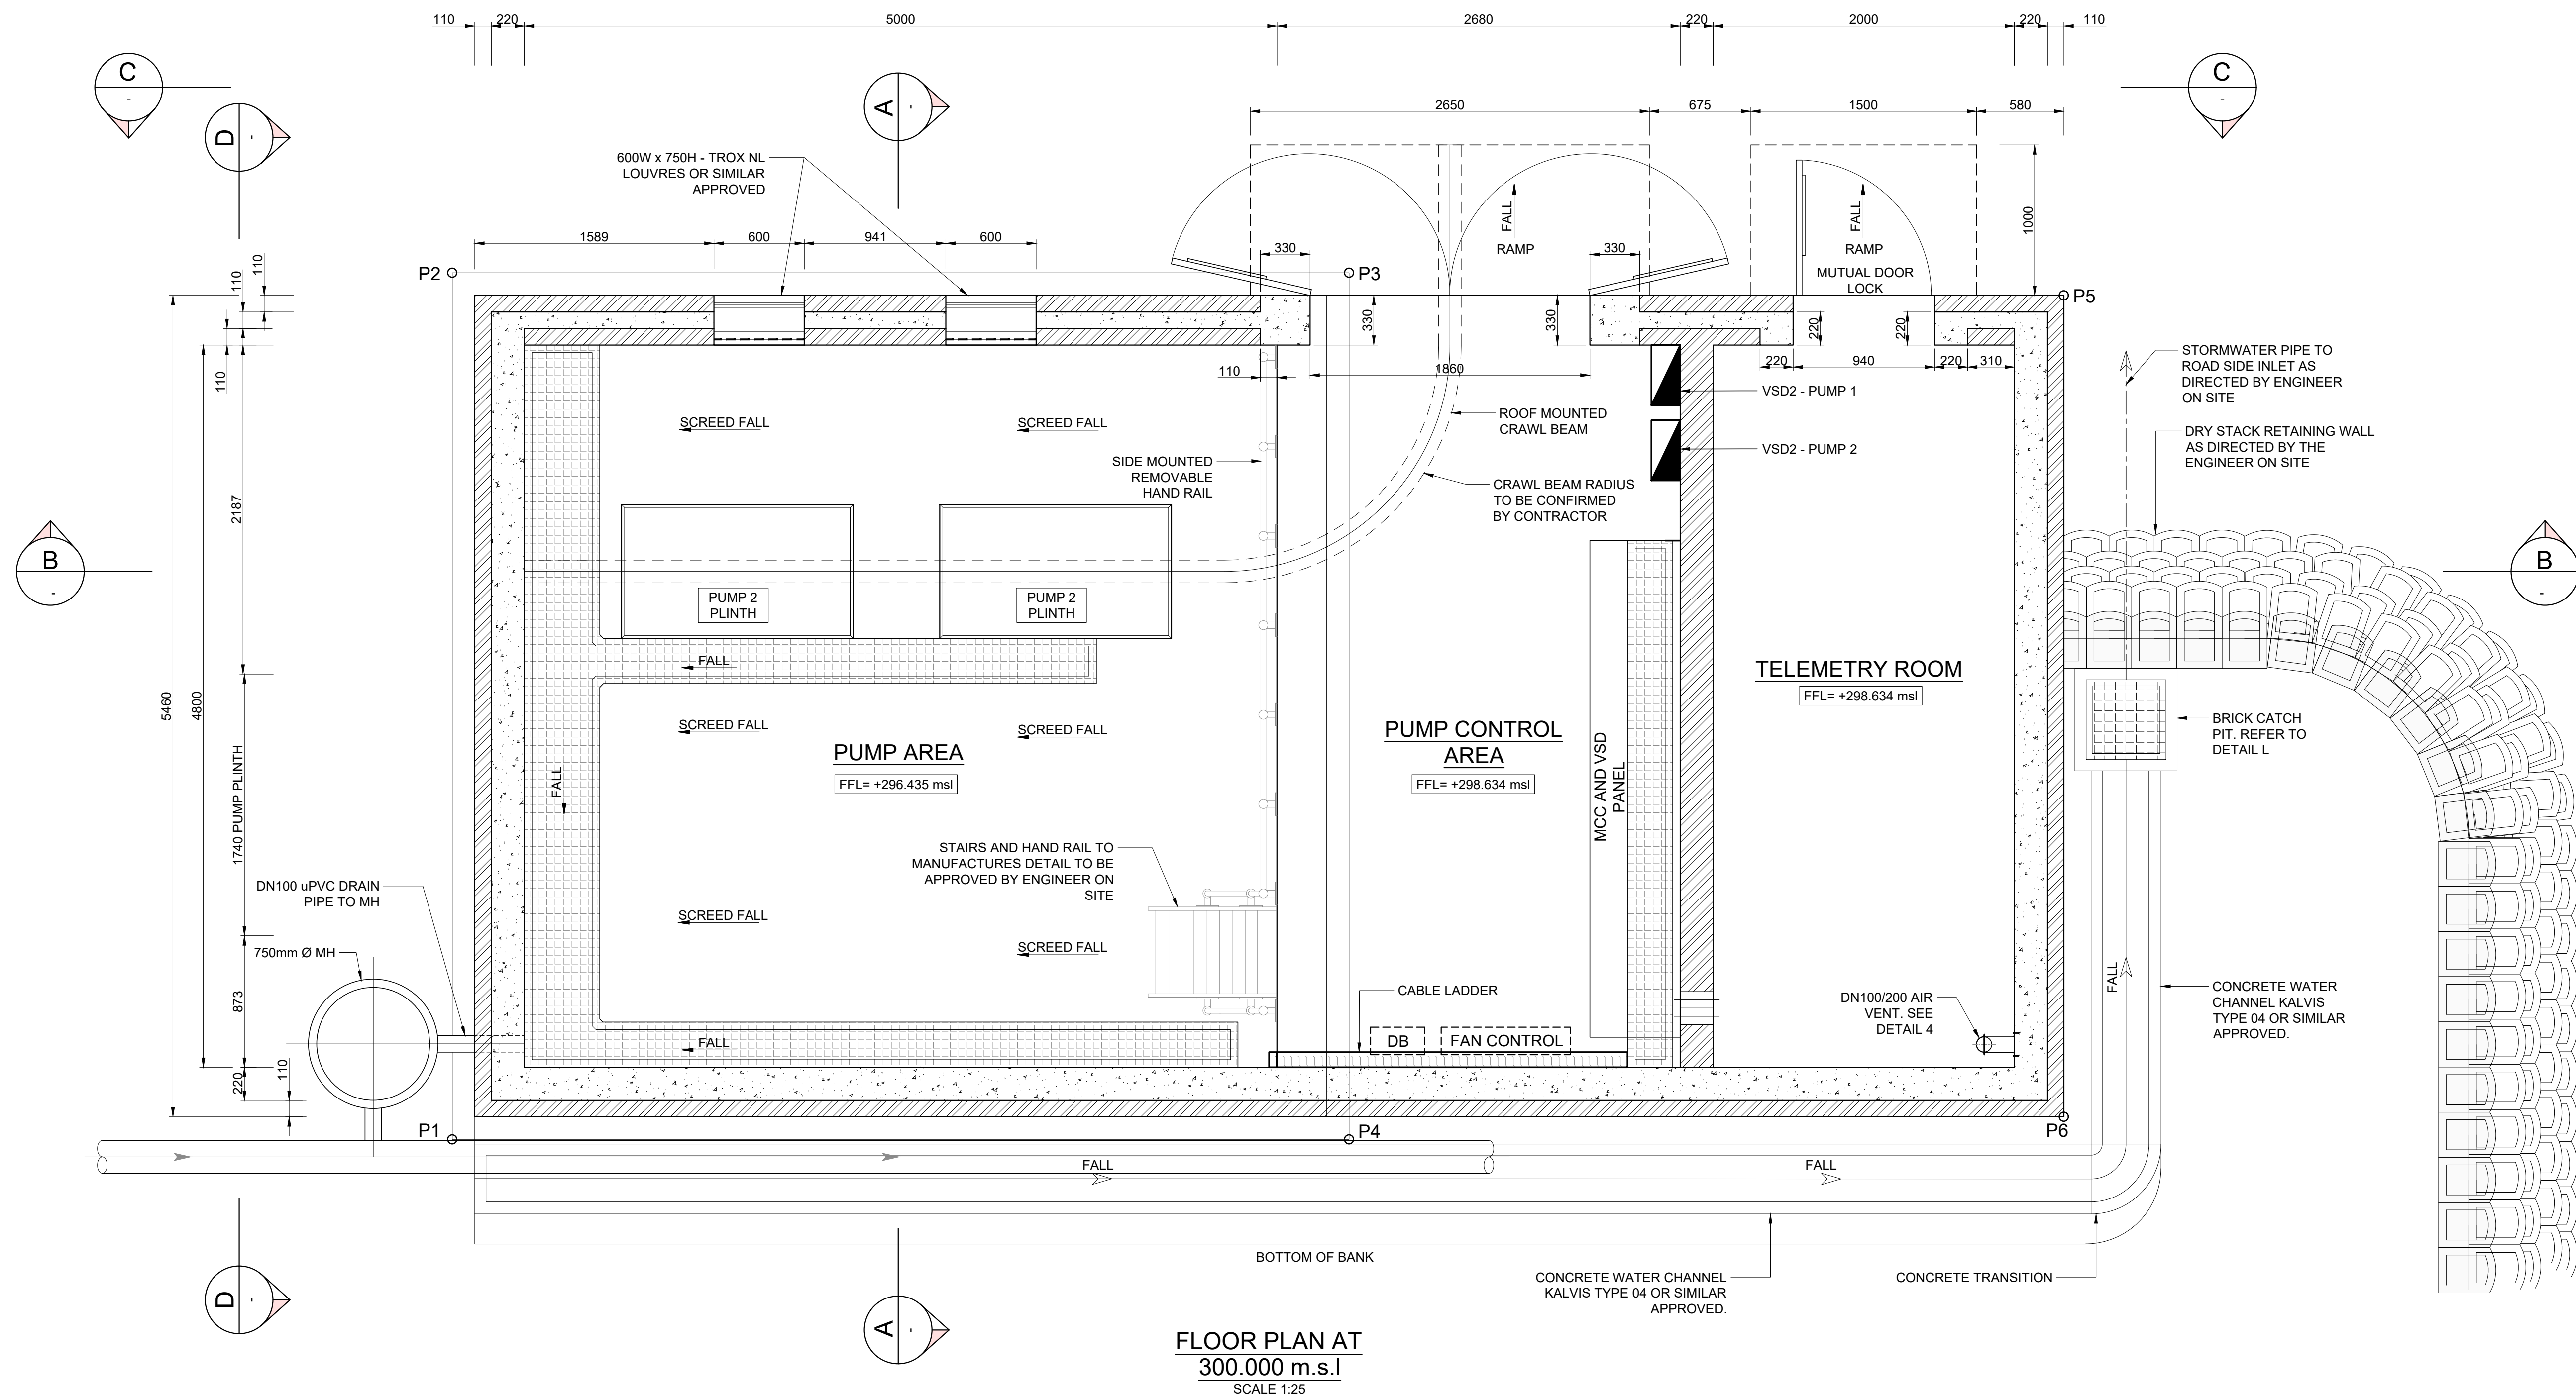 110
220
5000
2680
220
2000
220
110
C
-
C
-
D
-
A
-
2650
675
1500
580
600W x 750H - TROX NL
LOUVRES OR SIMILAR
APPROVED
FALL
RAMP
FALL
RAMP
1000
1589
600
941
600
330
330
MUTUAL DOOR
LOCK
P2
P3
P5
110
110
110
330
330
220
220
110
1860
220
940
220
310
STORMWATER PIPE TO
ROAD SIDE INLET AS
DIRECTED BY ENGINEER
ON SITE
VSD2 - PUMP 1
SCREED FALL
SCREED FALL
ROOF MOUNTED
CRAWL BEAM
DRY STACK RETAINING WALL
AS DIRECTED BY THE
ENGINEER ON SITE
VSD2 - PUMP 2
SIDE MOUNTED
REMOVABLE
HAND RAIL
CRAWL BEAM RADIUS
TO BE CONFIRMED
BY CONTRACTOR
2187
B
-
B
-
PUMP 2
PLINTH
PUMP 2
PLINTH
FALL
TELEMETRY ROOM
FFL= +298.634 msl
5460
4800
SCREED FALL
SCREED FALL
PUMP CONTROL
AREA
FFL= +298.634 msl
BRICK CATCH
PIT. REFER TO
DETAIL L
PUMP AREA
FFL= +296.435 msl
FALL
1740 PUMP PLINTH
MCC AND VSD
PANEL
STAIRS AND HAND RAIL TO
MANUFACTURES DETAIL TO BE
APPROVED BY ENGINEER ON
SITE
DN100 uPVC DRAIN
PIPE TO MH
SCREED FALL
SCREED FALL
750mm Ø MH
873
CABLE LADDER
DN100/200 AIR
VENT. SEE
DETAIL 4
FALL
CONCRETE WATER
CHANNEL KALVIS
TYPE 04 OR SIMILAR
APPROVED.
FALL
FALL
DB
FAN CONTROL
220
110
P1
P4
P6
FALL
FALL
BOTTOM OF BANK
CONCRETE WATER CHANNEL
KALVIS TYPE 04 OR SIMILAR
APPROVED.
CONCRETE TRANSITION
D
-
A
-
FLOOR PLAN AT
300.000 m.s.l
SCALE 1:25